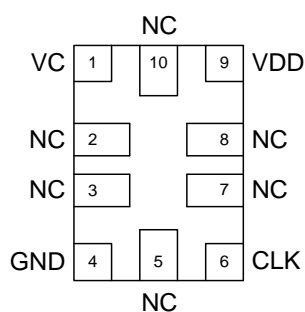 NC
VC 1 10 9 VDD
NC 2 8 NC
NC 3 7 NC
GND 4 5 6 CLK
NC